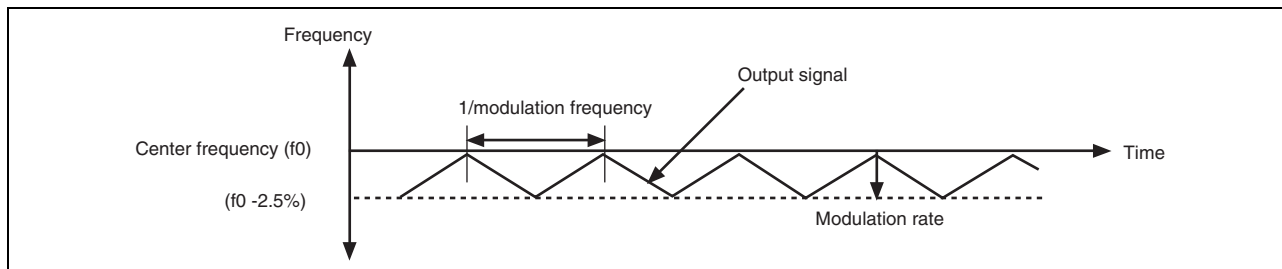 Frequency
Output signal
1/modulation frequency
Center frequency (f0)
Time
(f0 -2.5%)
Modulation rate